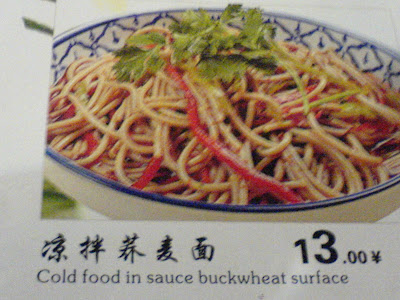 凉拌荞麦面 13.00¥
Cold food in sauce buckwheat surface